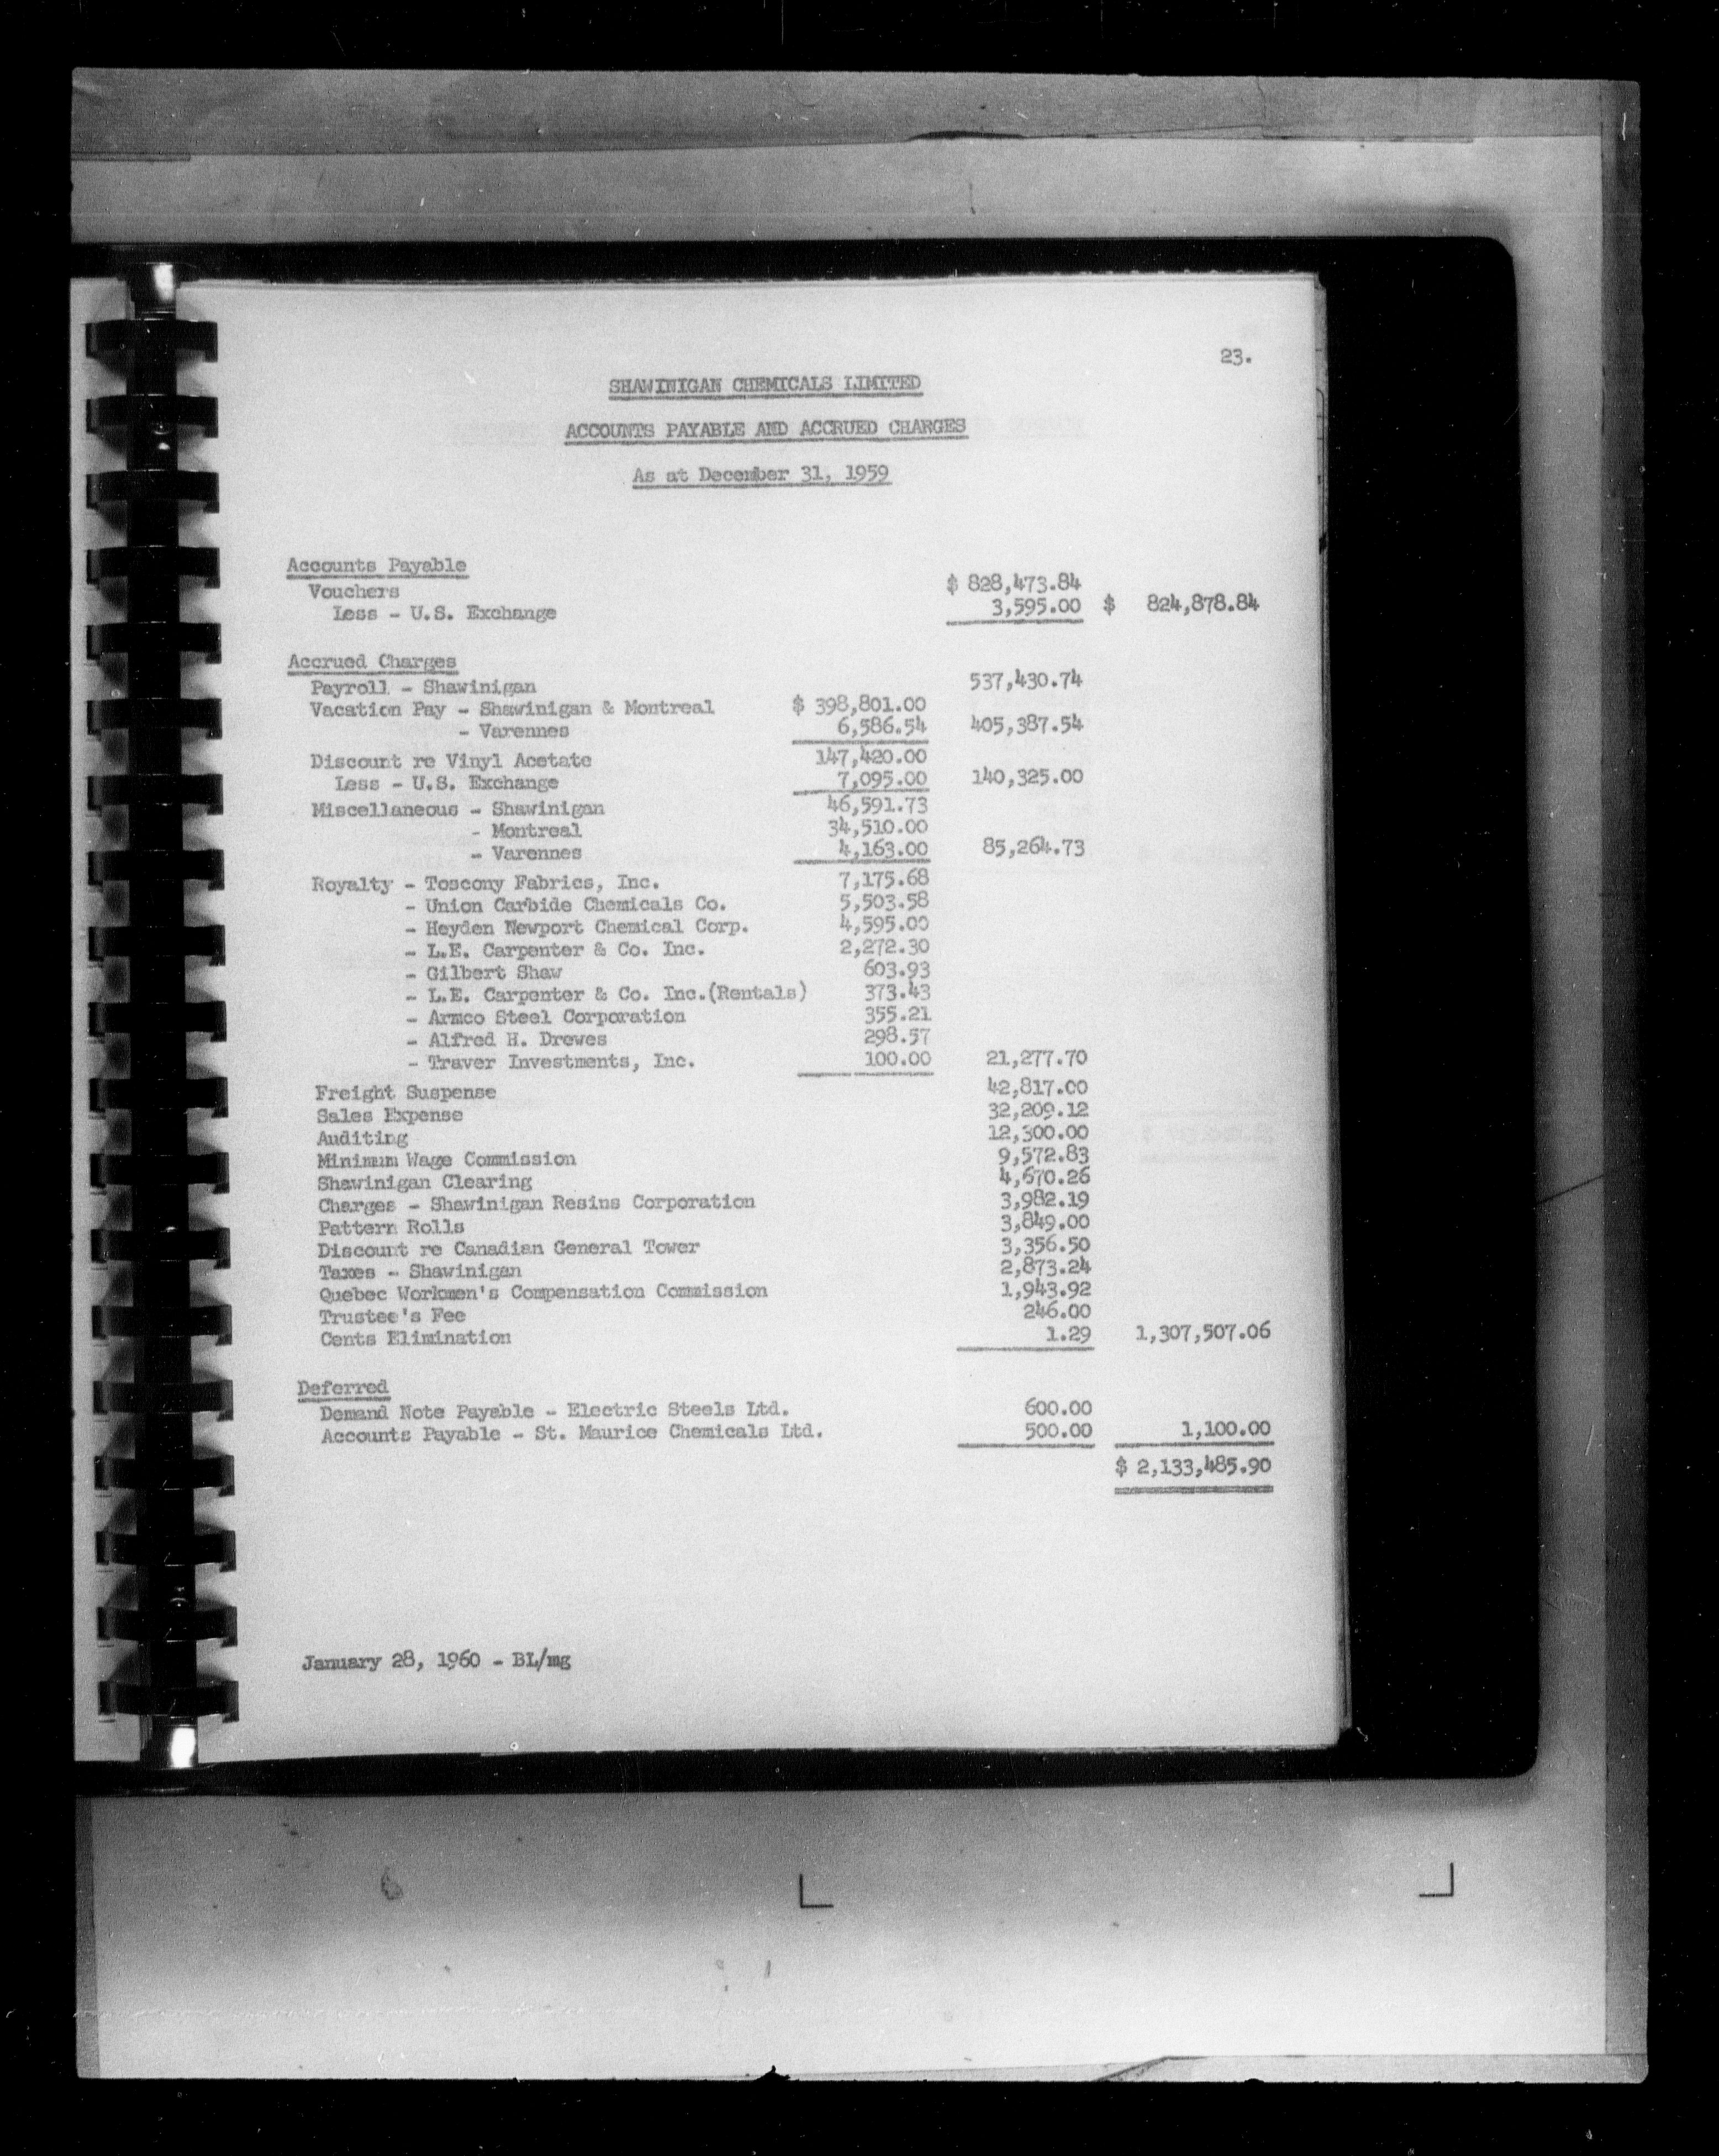 23.
SHAWINIGAN CHEMICALS LIMITED
ACCOUNTS PAYABLE AND ACCRUED CHARGES
As at December 31, 1959
Accounts Payable
Vouchers $ 828,473.84
Less - U.S. Exchange 3,595.00 $ 824,878.84
Accrued Charges
Payroll - Shawinigan 537,430.74
Vacation Pay - Shawinigan & Montreal $ 398,801.00
- Varennes 6,586.54 405,387.54
Discount re Vinyl Acetate 147,420.00
Less - U.S. Exchange 7,095.00 140,325.00
Miscellaneous - Shawinigan 46,591.73
- Montreal 34,510.00
- Varennes 4,163.00 85,264.73
Royalty - Toscony Fabrics, Inc. 7,175.68
- Union Carbide Chemicals Co. 5,503.58
- Heyden Newport Chemical Corp. 4,595.00
- L.E. Carpenter & Co. Inc. 2,272.30
- Gilbert Shaw 603.93
- L.E. Carpenter & Co. Inc.(Rentals) 373.43
- Armco Steel Corporation 355.21
- Alfred H. Drewes 298.57
- Traver Investments, Inc. 100.00 21,277.70
Freight Suspense 42,817.00
Sales Expense 32,209.12
Auditing 12,300.00
Minimum Wage Commission 9,572.83
Shawinigan Clearing 4,670.26
Charges - Shawinigan Resins Corporation 3,982.19
Pattern Rolls 3,849.00
Discount re Canadian General Tower 3,356.50
Taxes - Shawinigan 2,873.24
Quebec Workmen's Compensation Commission 1,943.92
Trustee's Fee 246.00
Cents Elimination 1.29 1,307,507.06
Deferred
Demand Note Payable - Electric Steels Ltd. 600.00
Accounts Payable - St. Maurice Chemicals Ltd. 500.00 1,100.00
$ 2,133,485.90
January 28, 1960 - BL/mg